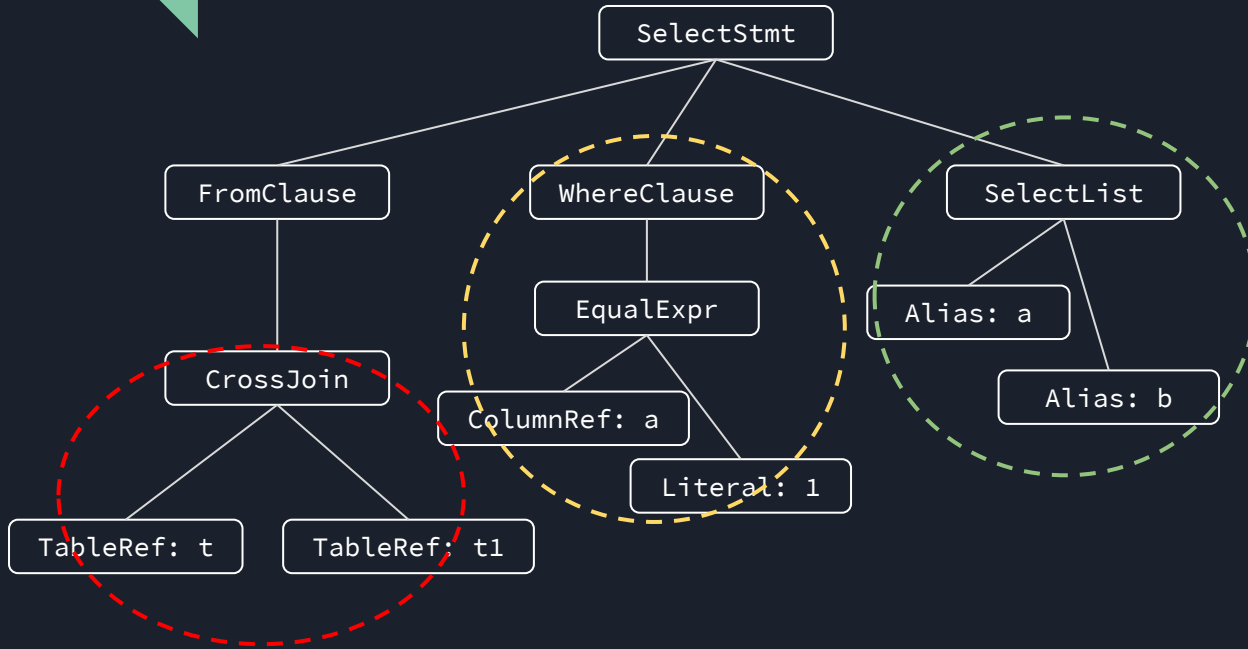 SelectStmt
FromClause
WhereClause
SelectList
EqualExpr
Alias: a
CrossJoin
Alias: b
ColumnRef: a
Literal: 1
TableRef: t
TableRef: t1